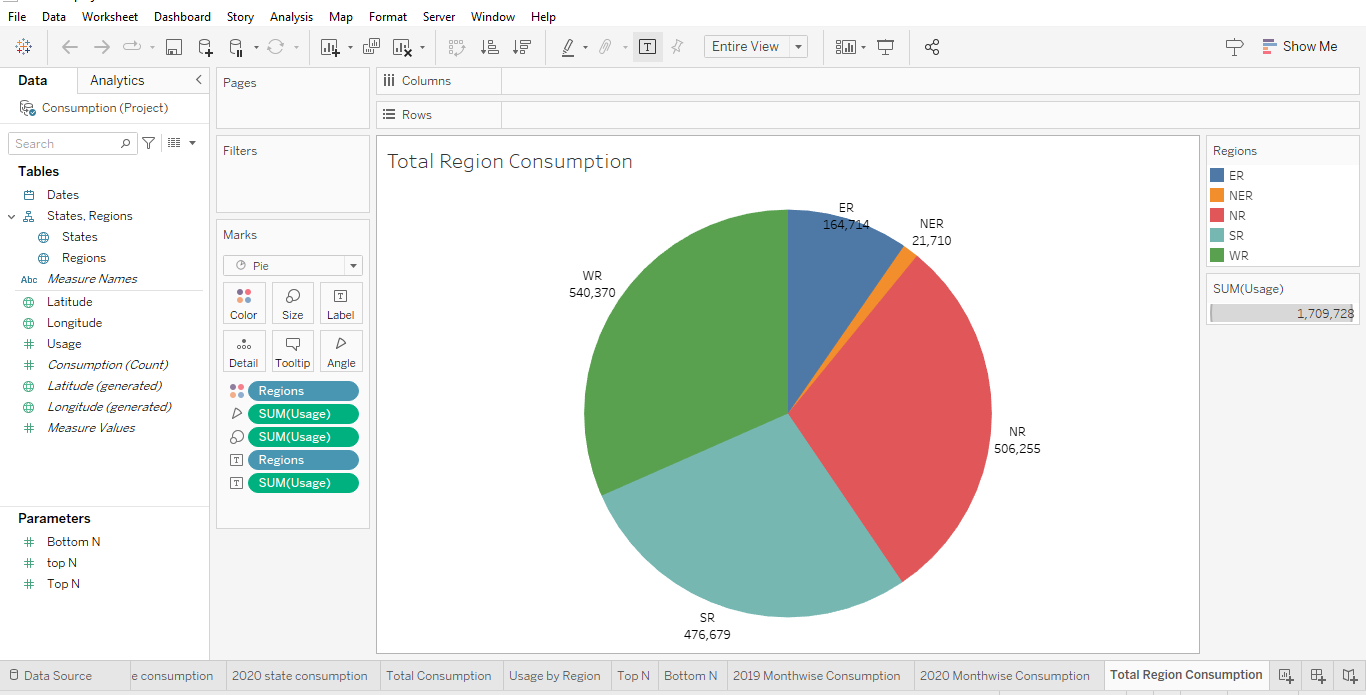 File Data Worksheet Dashboard Story Analysis Map Format Server Window Help
Entire View
Show Me
Data Analytics
Consumption (Project)
Search
Tables
Dates
States, Regions
States
Regions
Abc Measure Names
Latitude
Longitude
Usage
Consumption (Count)
Latitude (generated)
Longitude (generated)
Measure Values
Parameters
Bottom N
top N
Top N
Pages
Filters
Marks
Pie
Color Size Label
Detail Tooltip Angle
Regions
SUM(Usage)
SUM(Usage)
Regions
SUM(Usage)
Columns
Rows
Total Region Consumption
ER
164,714
NER
21,710
WR
540,370
NR
506,255
SR
476,679
Regions
ER
NER
NR
SR
WR
SUM(Usage)
1,709,728
Data Source e consumption 2020 state consumption Total Consumption Usage by Region Top N Bottom N 2019 Monthwise Consumption 2020 Monthwise Consumption Total Region Consumption